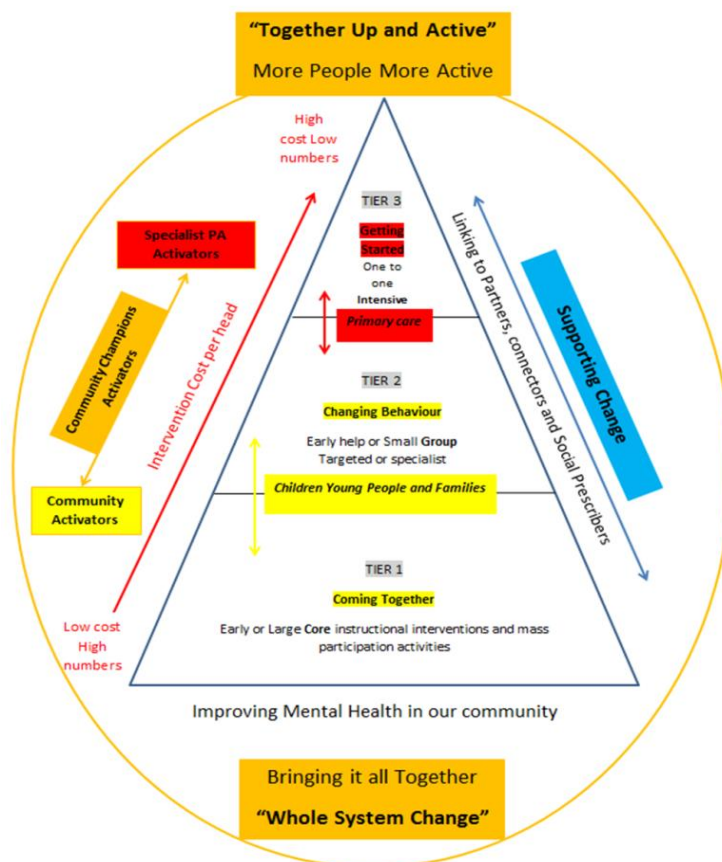 “Together Up and Active”
More People More Active
High
cost Low
numbers
TIER 3
Getting
Started
One to
one
Intensive
Primary care
Specialist PA
Activators
Community Champions
Activators
Community
Activators
Intervention Cost per head
Low cost
High
numbers
TIER 2
Changing Behaviour
Early help or Small Group
Targeted or specialist
Children Young People and Families
TIER 1
Coming Together
Early or Large Core instructional interventions and mass
participation activities
Linking to Partners, connectors and Social Prescribers
Supporting Change
Improving Mental Health in our community
Bringing it all Together
“Whole System Change”